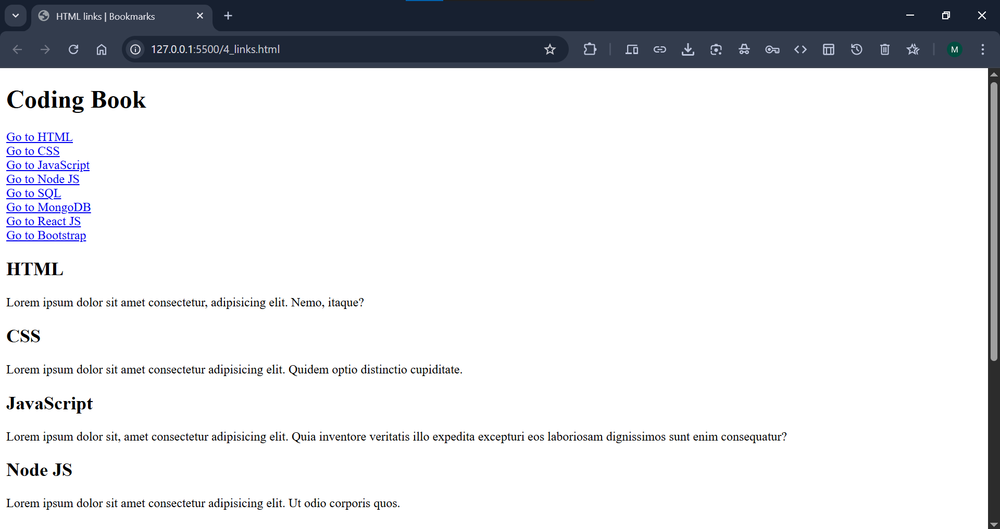 HTML links | Bookmarks
127.0.0.1:5500/4_links.html
M
Coding Book
Go to HTML
Go to CSS
Go to JavaScript
Go to Node JS
Go to SQL
Go to MongoDB
Go to React JS
Go to Bootstrap
HTML
Lorem ipsum dolor sit amet consectetur, adipisicing elit. Nemo, itaque?
CSS
Lorem ipsum dolor sit amet consectetur adipisicing elit. Quidem optio distinctio cupiditate.
JavaScript
Lorem ipsum dolor sit, amet consectetur adipisicing elit. Quia inventore veritatis illo expedita excepturi eos laboriosam dignissimos sunt enim consequatur?
Node JS
Lorem ipsum dolor sit amet consectetur adipisicing elit. Ut odio corporis quos.